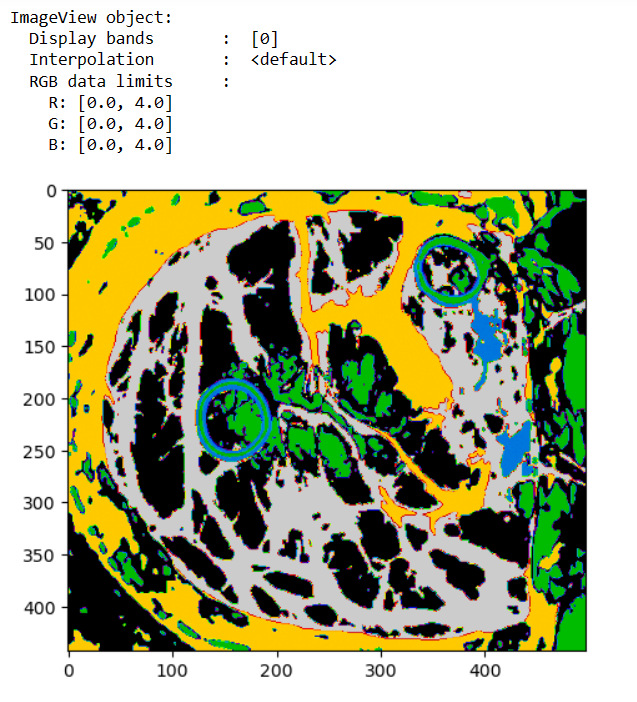 ImageView object:
Display bands : [0]
Interpolation : <default>
RGB data limits :
R: [0.0, 4.0]
G: [0.0, 4.0]
B: [0.0, 4.0]
0
50
100
150
200
250
300
350
400
0 100 200 300 400